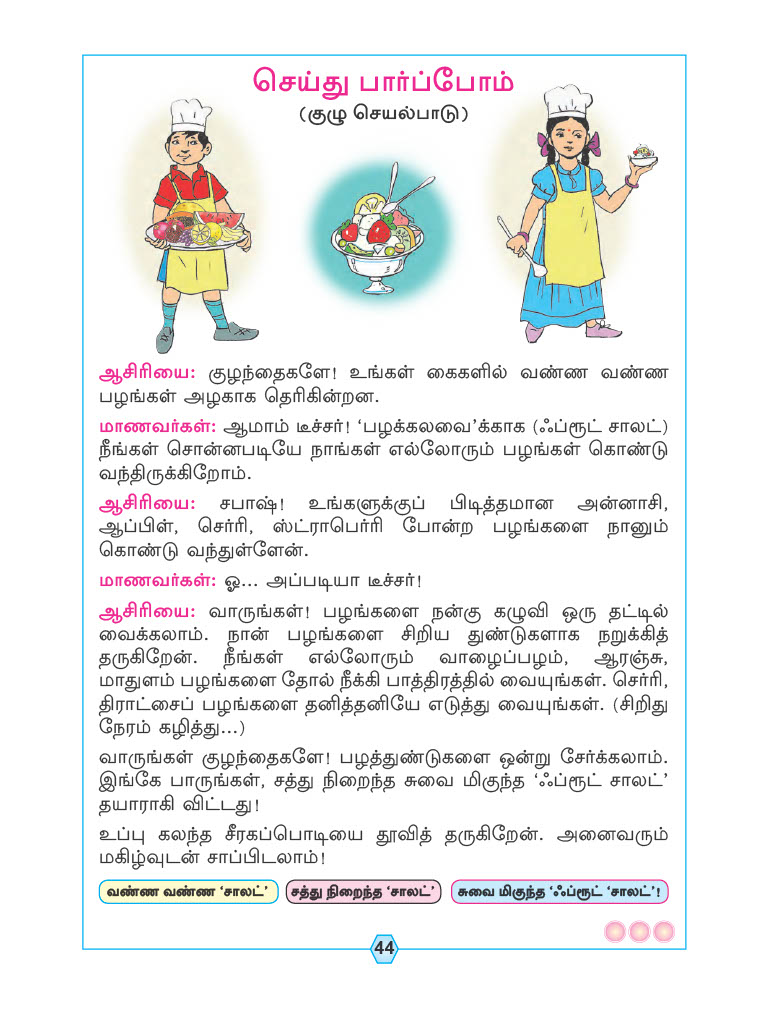 செய்து பார்ப்போம்
(குழு செயல்பாடு)
ஆசிரியை: குழந்தைகளே! உங்கள் கைகளில் வண்ண வண்ண
பழங்கள் அழகாக தெரிகின்றன.
மாணவர்கள்: ஆமாம் டீச்சர்! ‘பழக்கலவை’க்காக (ஃப்ரூட் சாலட்)
நீங்கள் சொன்னபடியே நாங்கள் எல்லோரும் பழங்கள் கொண்டு
வந்திருக்கிறோம்.
ஆசிரியை: சபாஷ்! உங்களுக்குப் பிடித்தமான அன்னாசி,
ஆப்பிள், செர்ரி, ஸ்ட்ராபெர்ரி போன்ற பழங்களை நானும்
கொண்டு வந்துள்ளேன்.
மாணவர்கள்: ஓ... அப்படியா டீச்சர்!
ஆசிரியை: வாருங்கள்! பழங்களை நன்கு கழுவி ஒரு தட்டில்
வைக்கலாம். நான் பழங்களை சிறிய துண்டுகளாக நறுக்கித்
தருகிறேன். நீங்கள் எல்லோரும் வாழைப்பழம், ஆரஞ்சு,
மாதுளம் பழங்களை தோல் நீக்கி பாத்திரத்தில் வையுங்கள். செர்ரி,
திராட்சைப் பழங்களை தனித்தனியே எடுத்து வையுங்கள். (சிறிது
நேரம் கழித்து...)
வாருங்கள் குழந்தைகளே! பழத்துண்டுகளை ஒன்று சேர்க்கலாம்.
இங்கே பாருங்கள், சத்து நிறைந்த சுவை மிகுந்த ‘ஃப்ரூட் சாலட்’
தயாராகி விட்டது!
உப்பு கலந்த சீரகப்பொடியை தூவித் தருகிறேன். அனைவரும்
மகிழ்வுடன் சாப்பிடலாம்!
வண்ண வண்ண ‘சாலட்’ சத்து நிறைந்த ‘சாலட்’ சுவை மிகுந்த ‘ஃப்ரூட் ‘சாலட்’!
44